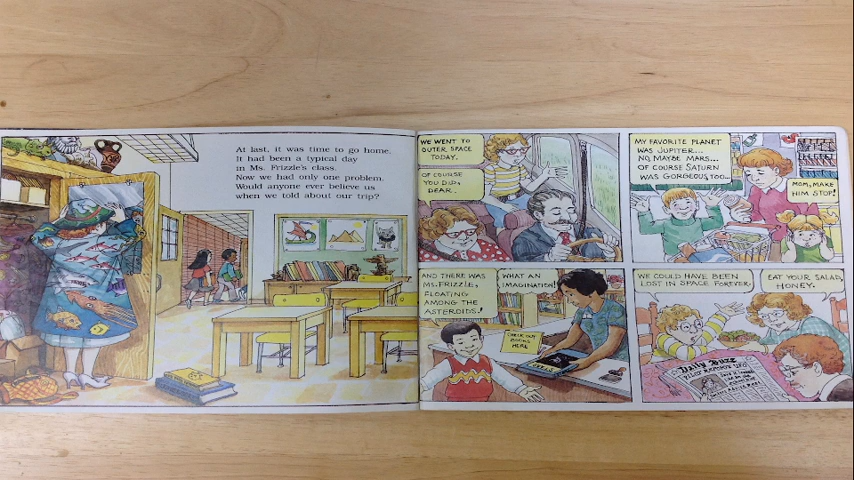 At last, it was time to go home.
It had been a typical day
in Ms. Frizzle's class.
Now we had only one problem.
Would anyone ever believe us
when we told about our trip?
WE WENT TO
OUTER SPACE
TODAY.
OF COURSE
YOU DID,
DEAR...
MY FAVORITE PLANET
WAS JUPITER...
NO, MAYBE MARS...
OF COURSE SATURN
WAS GORGEOUS, TOO...
MOM, MAKE
HIM STOP!
AND THERE WAS
MS. FRIZZLE,
FLOATING
AMONG THE
ASTEROIDS!
WHAT AN
IMAGINATION!
CHECK OUT
BOOKS
HERE
WE COULD HAVE BEEN
LOST IN SPACE FOREVER.
EAT YOUR SALAD,
HONEY.
Daily Buzz